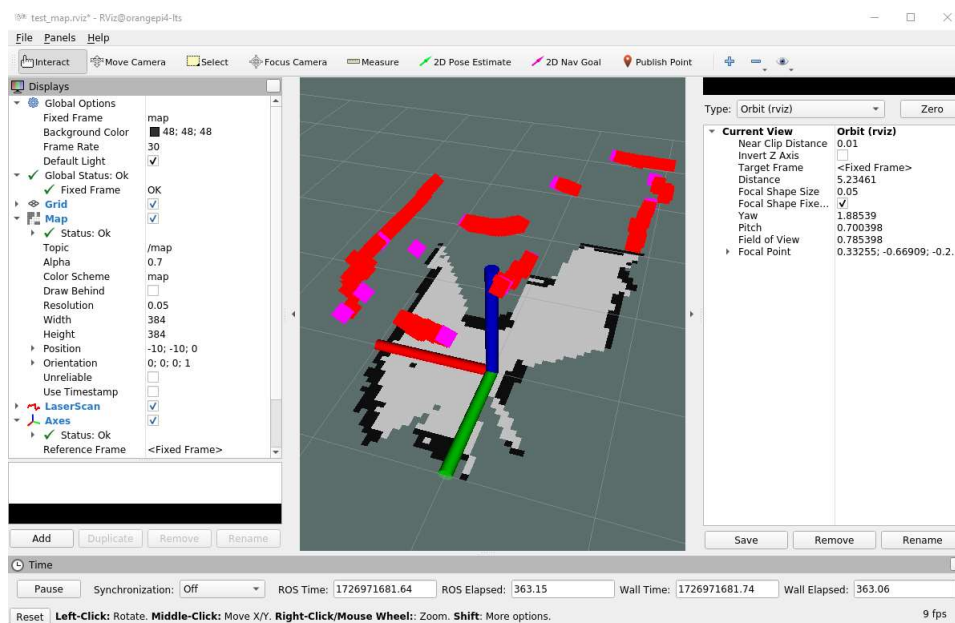 test_map.rviz* - RViz@orangepi4-lts
File Panels Help
Interact Move Camera Select Focus Camera Measure 2D Pose Estimate 2D Nav Goal Publish Point
Displays
Global Options
Fixed Frame map
Background Color 48; 48; 48
Frame Rate 30
Default Light
Global Status: Ok
Fixed Frame OK
Grid
Map
Status: Ok
Topic /map
Alpha 0.7
Color Scheme map
Draw Behind
Resolution 0.05
Width 384
Height 384
Position -10; -10; 0
Orientation 0; 0; 0; 1
Unreliable
Use Timestamp
LaserScan
Axes
Status: Ok
Reference Frame <Fixed Frame>
Add Duplicate Remove Rename
Type: Orbit (rviz) Zero
Current View Orbit (rviz)
Near Clip Distance 0.01
Invert Z Axis
Target Frame <Fixed Frame>
Distance 5.23461
Focal Shape Size 0.05
Focal Shape Fixe...
Yaw 1.88539
Pitch 0.700398
Field of View 0.785398
Focal Point 0.33255; -0.66909; -0.2.
Save Remove Rename
Time
Pause Synchronization: Off ROS Time: 1726971681.64 ROS Elapsed: 363.15 Wall Time: 1726971681.74 Wall Elapsed: 363.06
Reset Left-Click: Rotate. Middle-Click: Move X/Y. Right-Click/Mouse Wheel:: Zoom. Shift: More options. 9 fps